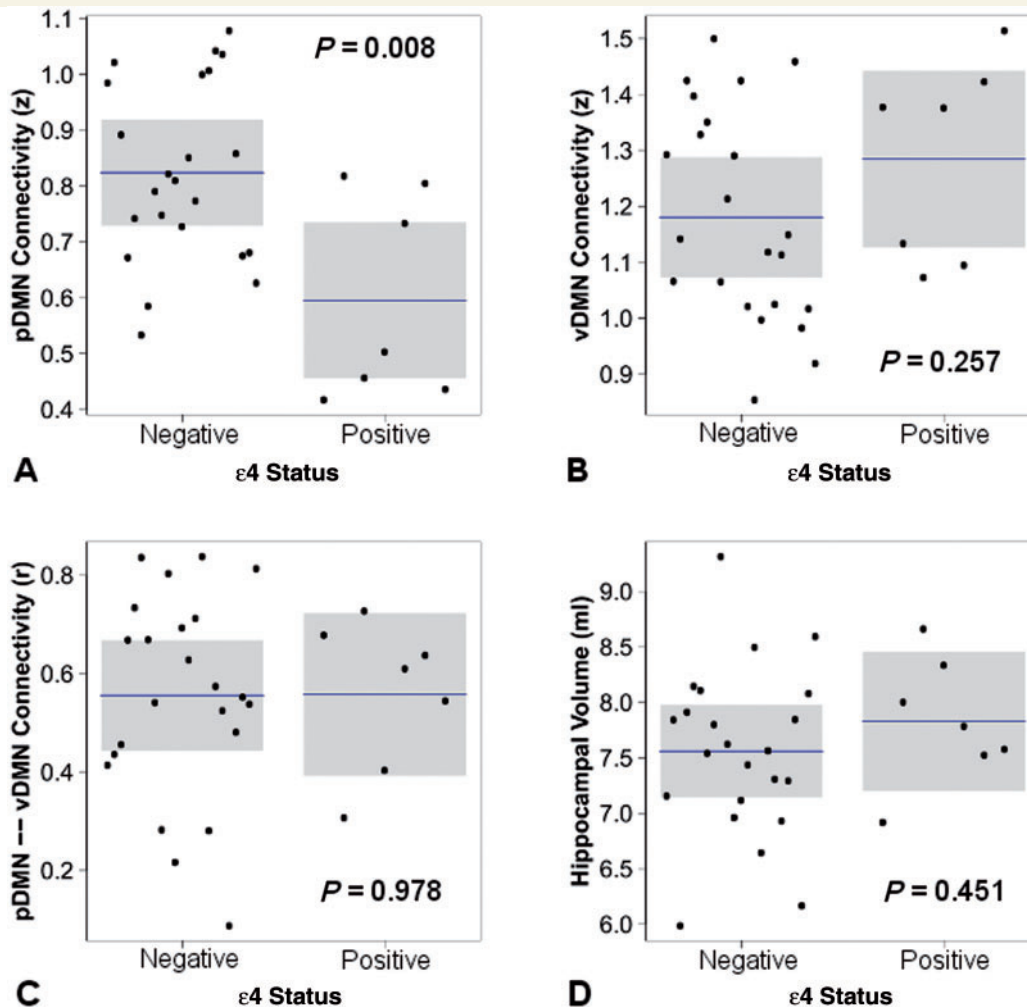 1.1
1.0
0.9
0.8
0.7
0.6
0.5
0.4
pDMN Connectivity (z)
P = 0.008
Negative
Positive
A
ε4 Status
1.5
1.4
1.3
1.2
1.1
1.0
0.9
vDMN Connectivity (z)
P = 0.257
Negative
Positive
B
ε4 Status
0.8
0.6
0.4
0.2
pDMN –– vDMN Connectivity (r)
P = 0.978
Negative
Positive
C
ε4 Status
9.0
8.5
8.0
7.5
7.0
6.5
6.0
Hippocampal Volume (ml)
P = 0.451
Negative
Positive
D
ε4 Status